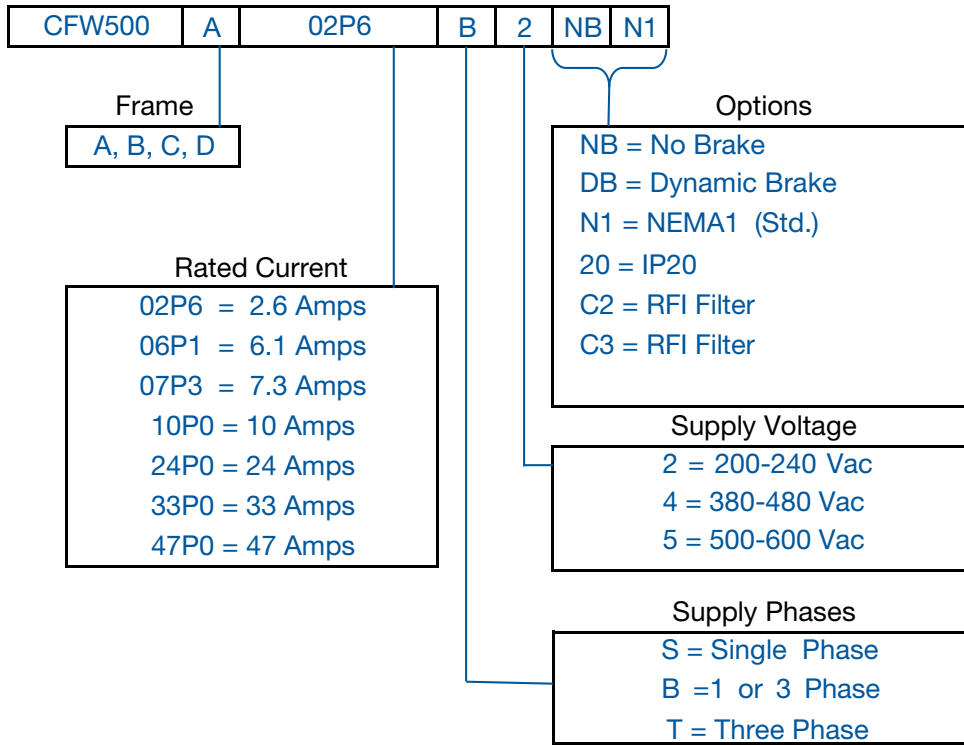 CFW500 A 02P6 B 2 NB N1
Frame
A, B, C, D
Rated Current
02P6 = 2.6 Amps
06P1 = 6.1 Amps
07P3 = 7.3 Amps
10P0 = 10 Amps
24P0 = 24 Amps
33P0 = 33 Amps
47P0 = 47 Amps
Options
NB = No Brake
DB = Dynamic Brake
N1 = NEMA1 (Std.)
20 = IP20
C2 = RFI Filter
C3 = RFI Filter
Supply Voltage
2 = 200-240 Vac
4 = 380-480 Vac
5 = 500-600 Vac
Supply Phases
S = Single Phase
B =1 or 3 Phase
T = Three Phase